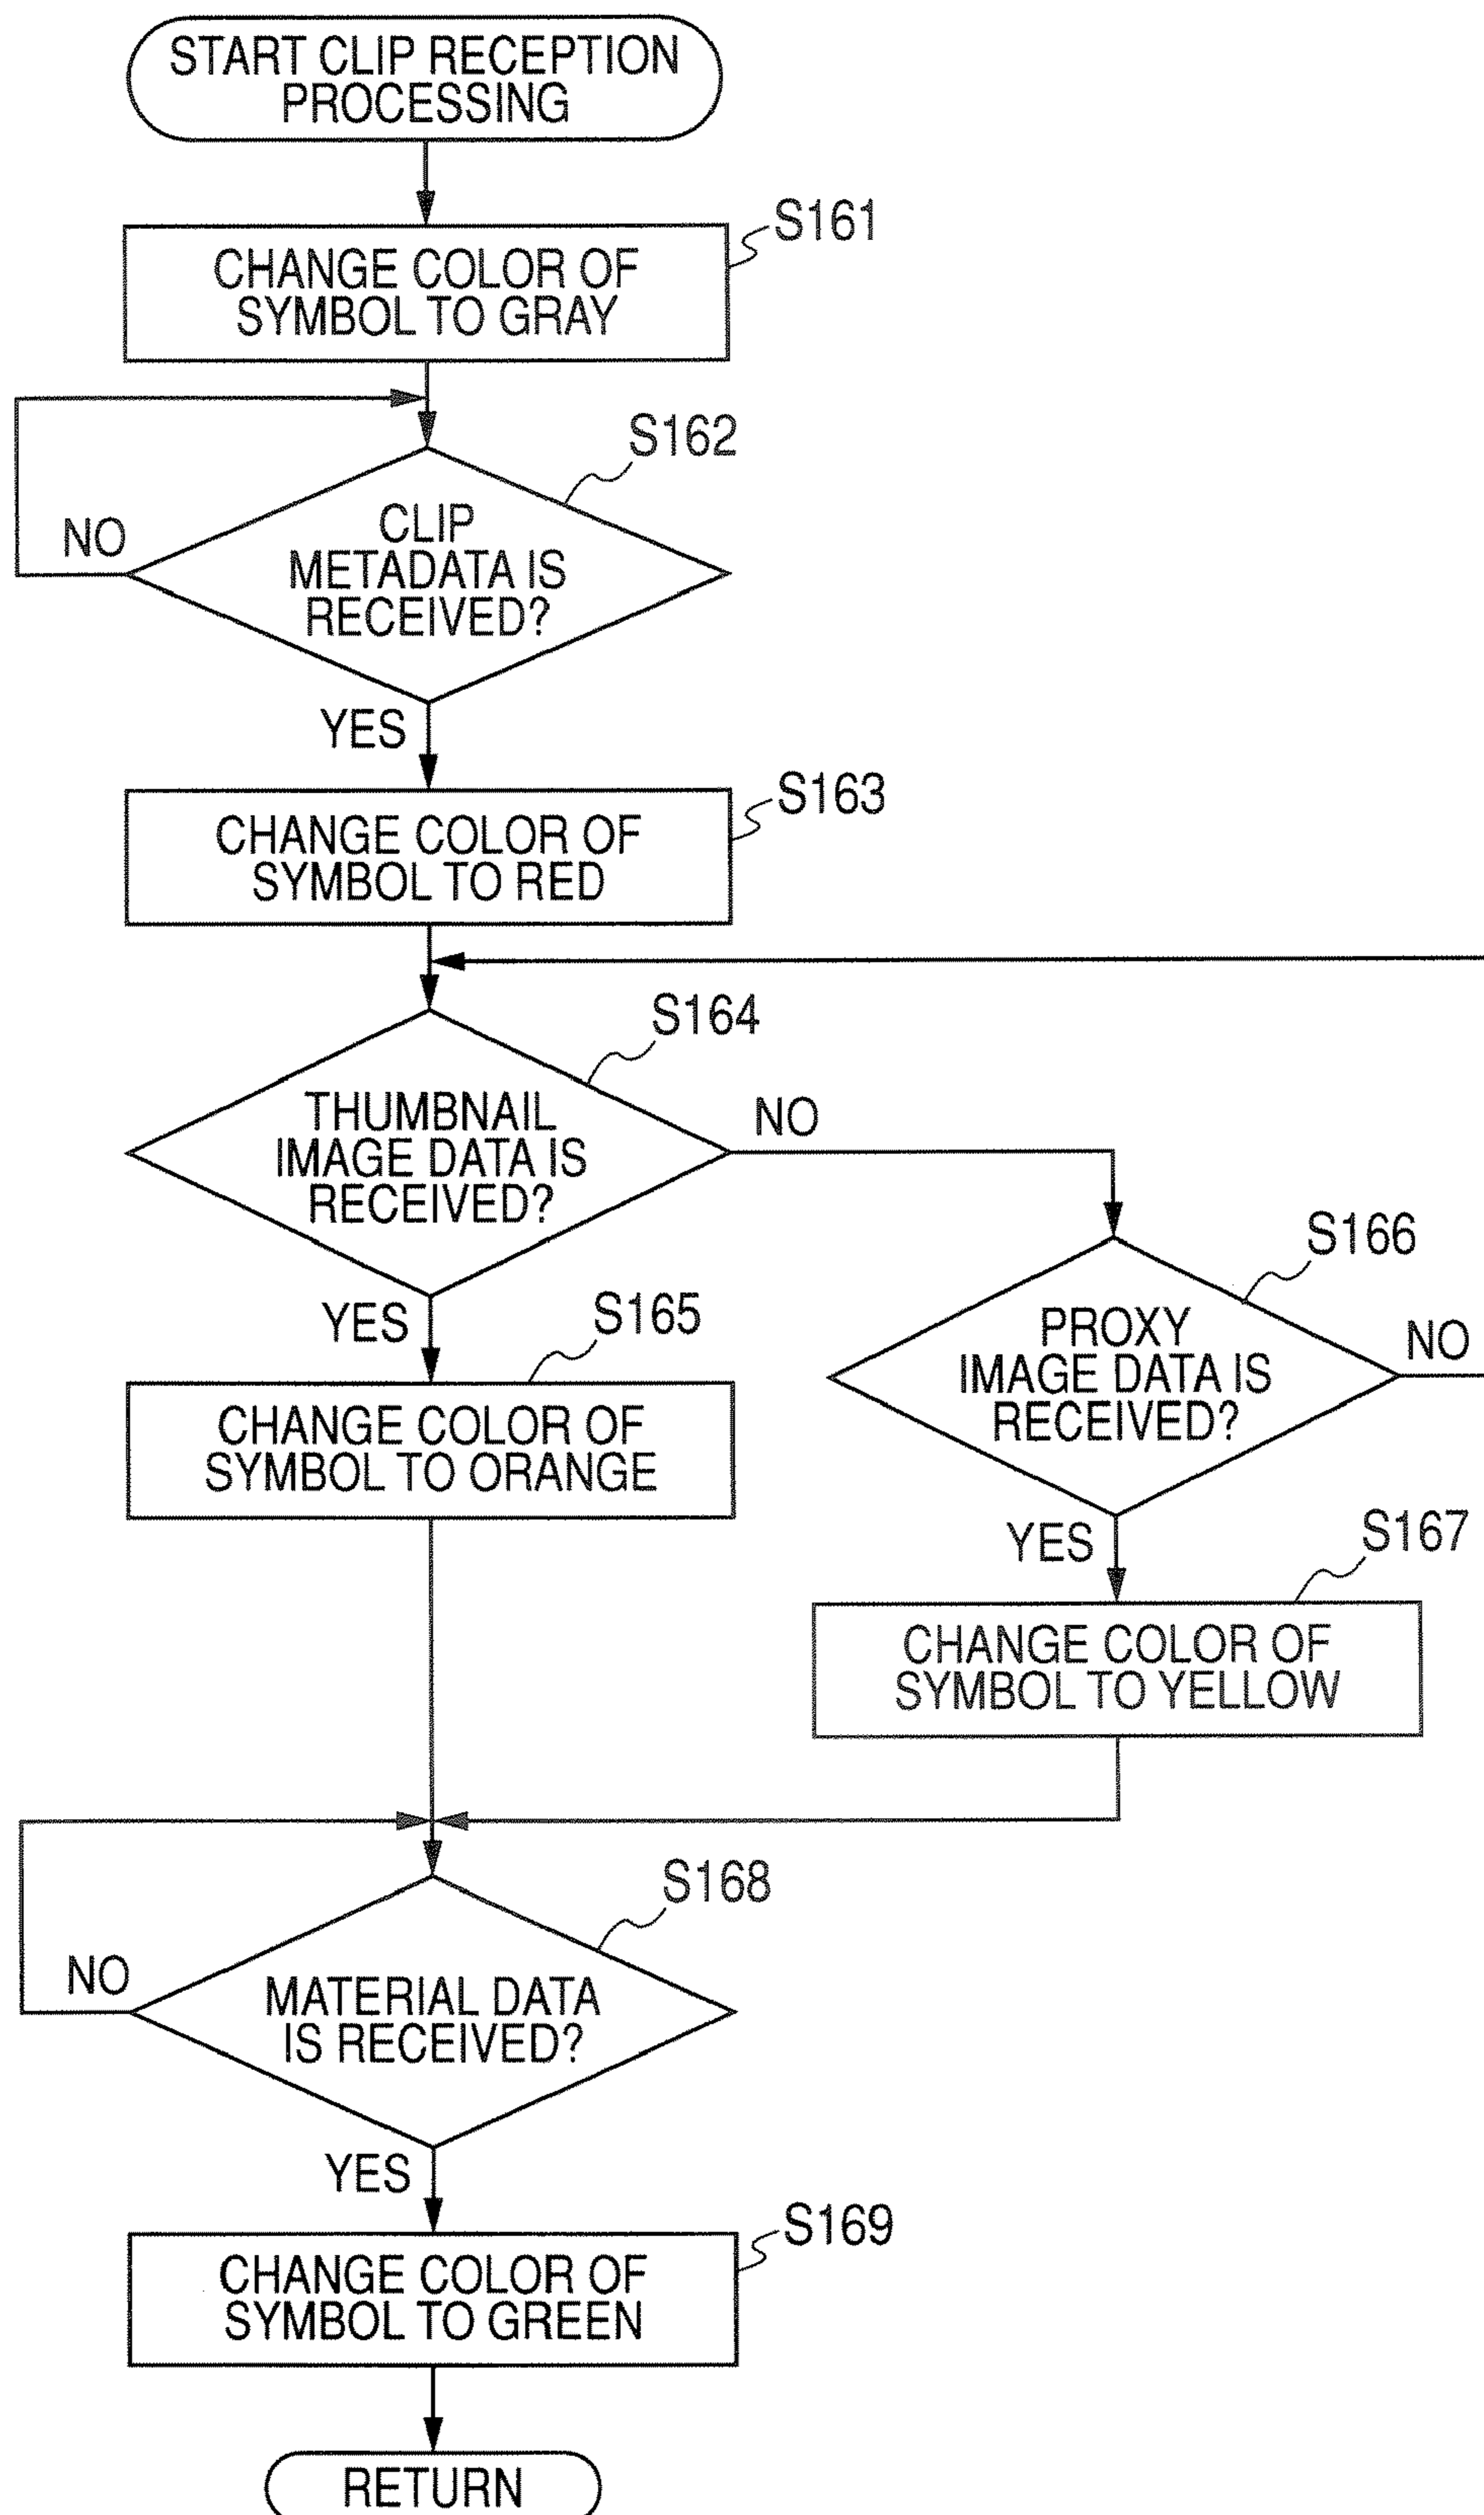 START CLIP RECEPTION
PROCESSING
S161
CHANGE COLOR OF
SYMBOL TO GRAY
S162
NO
CLIP
METADATA IS
RECEIVED?
YES
S163
CHANGE COLOR OF
SYMBOL TO RED
S164
THUMBNAIL
IMAGE DATA IS
RECEIVED?
NO
S166
PROXY
IMAGE DATA IS
RECEIVED?
NO
YES
S165
CHANGE COLOR OF
SYMBOL TO ORANGE
YES
S167
CHANGE COLOR OF
SYMBOL TO YELLOW
S168
NO
MATERIAL DATA
IS RECEIVED?
YES
S169
CHANGE COLOR OF
SYMBOL TO GREEN
RETURN